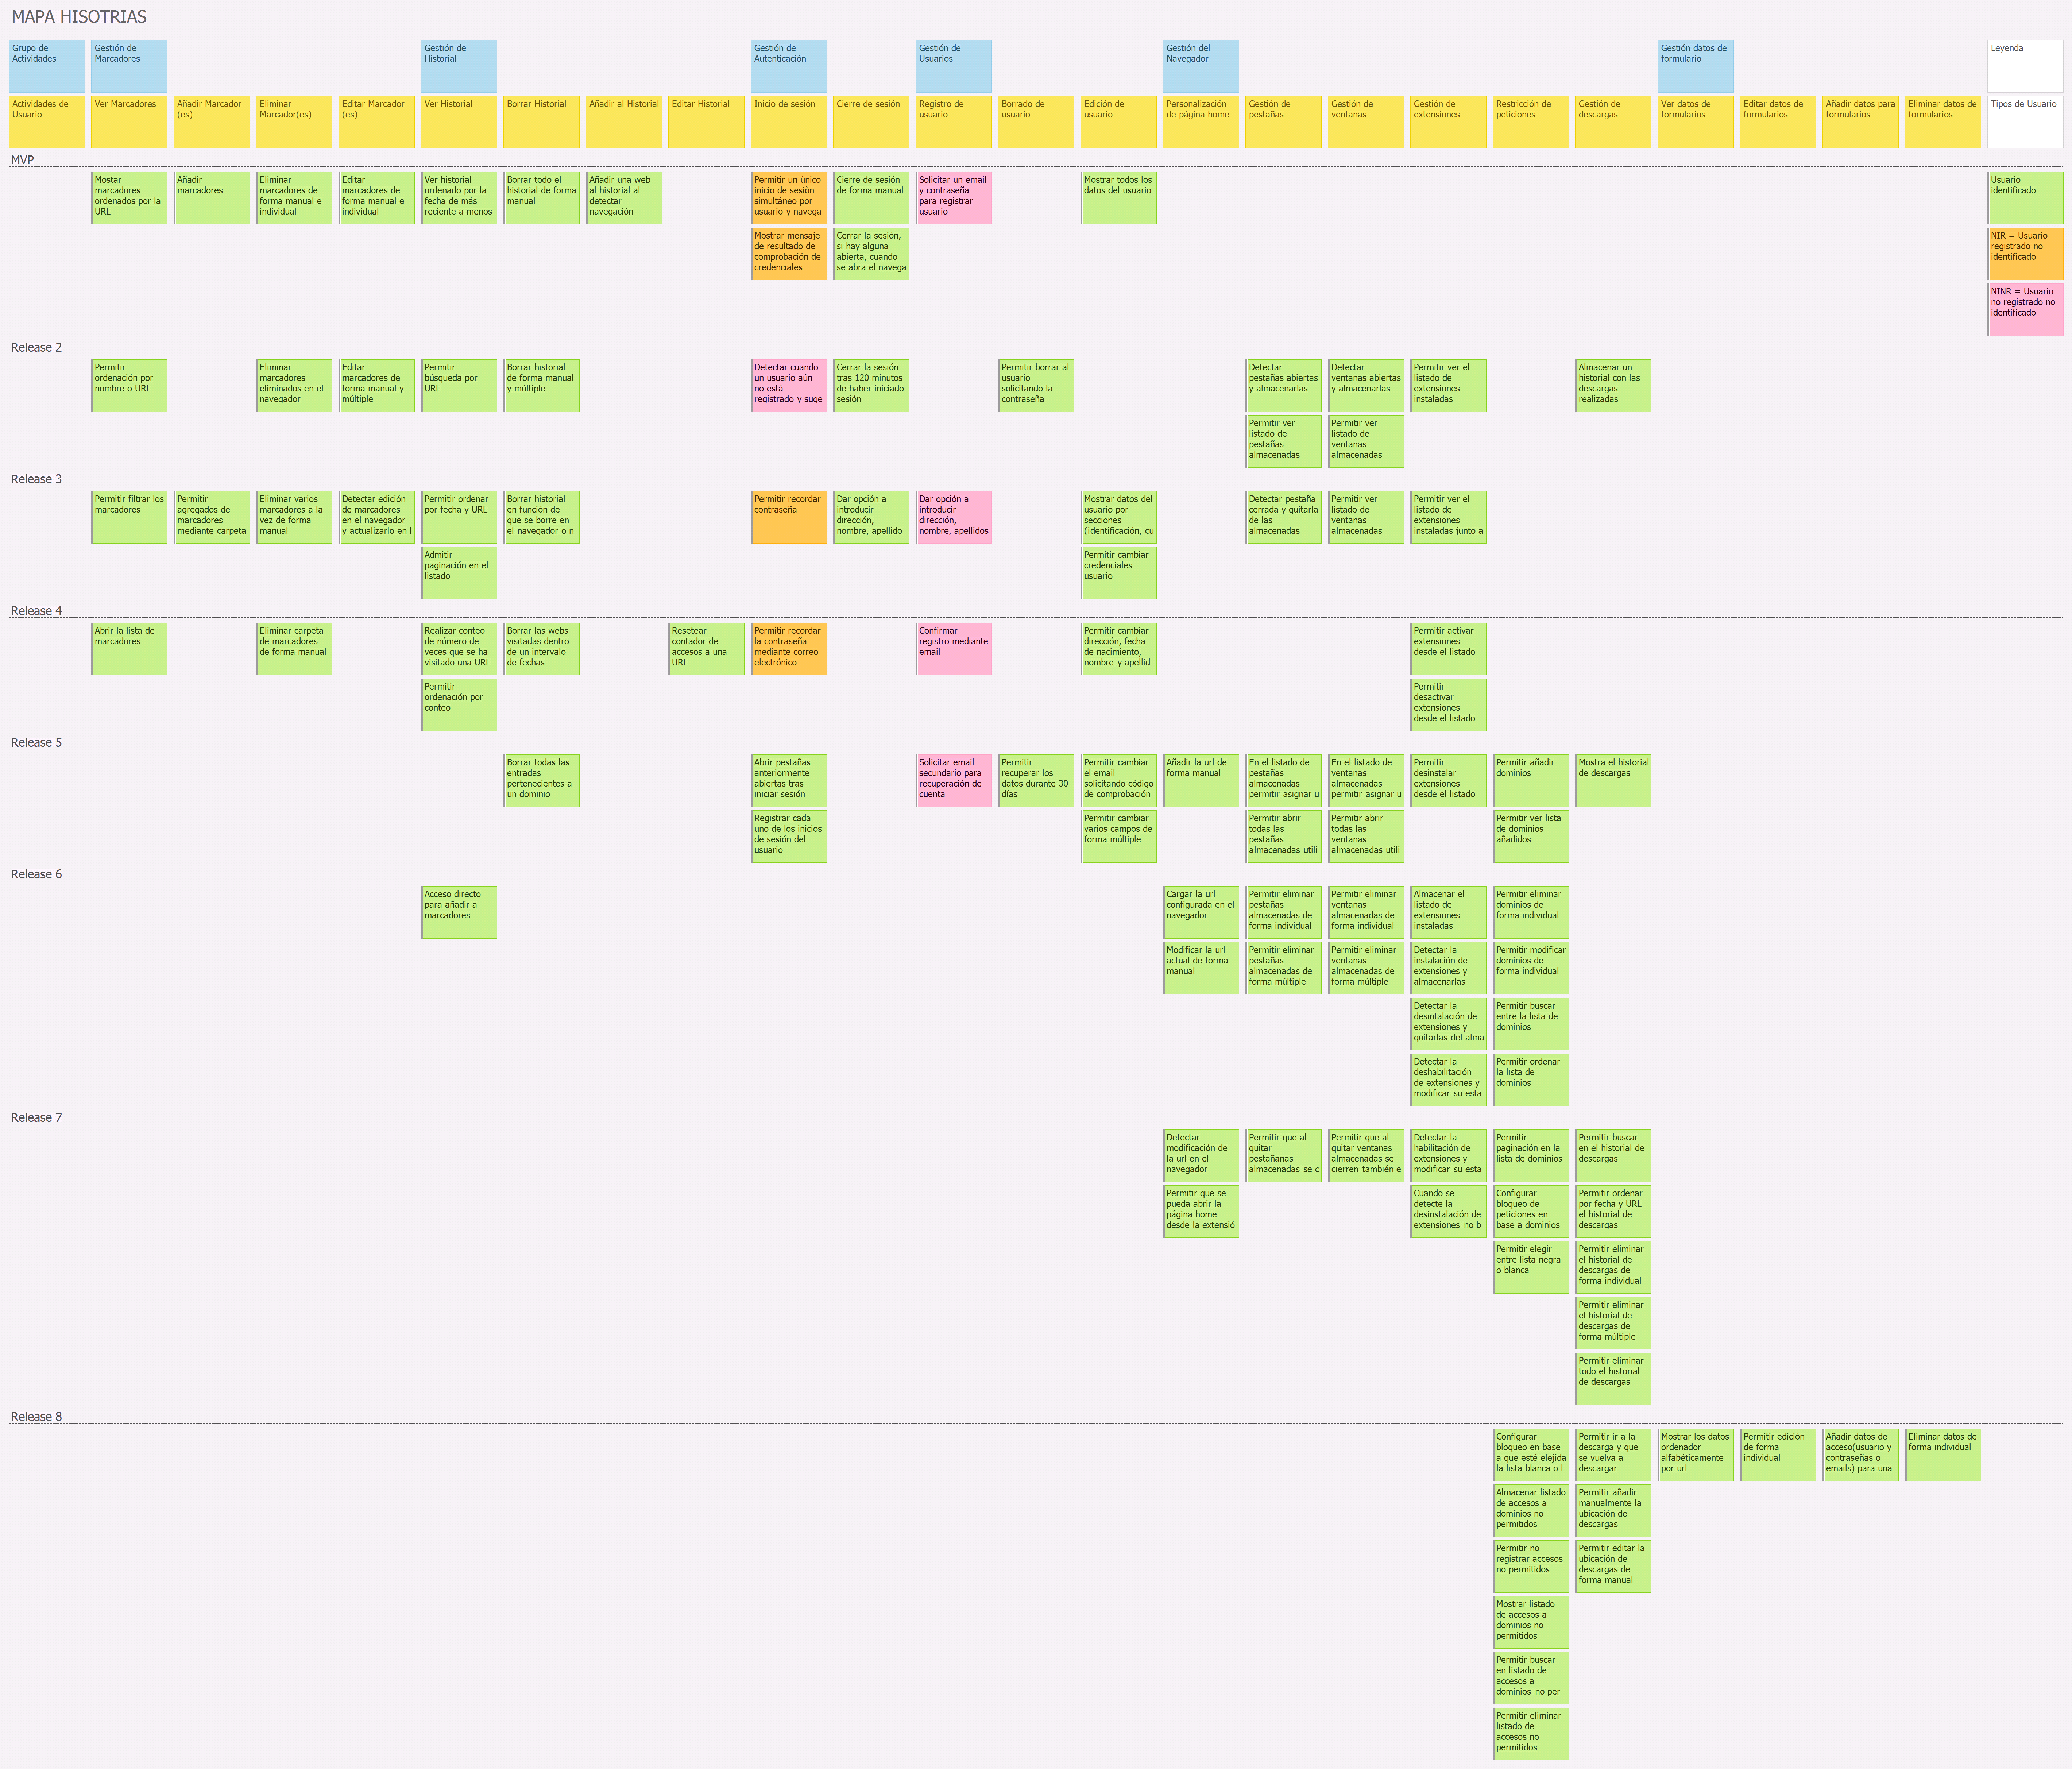 MAPA HISOTRIAS
Grupo de
Actividades
Gestión de
Marcadores
Gestión de
Historial
Gestión de
Autenticación
Gestión de
Usuarios
Gestión del
Navegador
Gestión datos de
formulario
Leyenda
Actividades de
Usuario
Ver Marcadores
Añadir Marcador
(es)
Eliminar
Marcador(es)
Editar Marcador
(es)
Ver Historial
Borrar Historial
Añadir al Historial
Editar Historial
Inicio de sesión
Cierre de sesión
Registro de
usuario
Borrado de
usuario
Edición de
usuario
Personalización
de página home
Gestión de
pestañas
Gestión de
ventanas
Gestión de
extensiones
Restricción de
peticiones
Gestión de
descargas
Ver datos de
formularios
Editar datos de
formularios
Añadir datos para
formularios
Eliminar datos de
formularios
Tipos de Usuario
MVP
Mostar
marcadores
ordenados por la
URL
Añadir
marcadores
Eliminar
marcadores de
forma manual e
individual
Editar
marcadores de
forma manual e
individual
Ver historial
ordenado por la
fecha de más
reciente a menos
Borrar todo el
historial de forma
manual
Añadir una web
al historial al
detectar
navegación
Permitir un ùnico
inicio de sesiòn
simultáneo por
usuario y navega
Cierre de sesión
de forma manual
Solicitar un email
y contraseña
para registrar
usuario
Mostrar todos los
datos del usuario
Usuario
identificado
Mostrar mensaje
de resultado de
comprobación de
credenciales
Cerrar la sesión,
si hay alguna
abierta, cuando
se abra el navega
NIR = Usuario
registrado no
identificado
NINR = Usuario
no registrado no
identificado
Release 2
Permitir
ordenación por
nombre o URL
Eliminar
marcadores
eliminados en el
navegador
Editar
marcadores de
forma manual y
múltiple
Permitir
búsqueda por
URL
Borrar historial
de forma manual
y múltiple
Detectar cuando
un usuario aún
no está
registrado y suge
Cerrar la sesión
tras 120 minutos
de haber iniciado
sesión
Permitir borrar al
usuario
solicitando la
contraseña
Detectar
pestañas abiertas
y almacenarlas
Detectar
ventanas abiertas
y almacenarlas
Permitir ver el
listado de
extensiones
instaladas
Almacenar un
historial con las
descargas
realizadas
Permitir ver
listado de
pestañas
almacenadas
Permitir ver
listado de
ventanas
almacenadas
Release 3
Permitir filtrar los
marcadores
Permitir
agregados de
marcadores
mediante carpeta
Eliminar varios
marcadores a la
vez de forma
manual
Detectar edición
de marcadores
en el navegador
y actualizarlo en l
Permitir ordenar
por fecha y URL
Borrar historial
en función de
que se borre en
el navegador o n
Permitir recordar
contraseña
Dar opción a
introducir
dirección,
nombre, apellido
Dar opción a
introducir
dirección,
nombre, apellidos
Mostrar datos del
usuario por
secciones
(identificación, cu
Detectar pestaña
cerrada y quitarla
de las
almacenadas
Permitir ver
listado de
ventanas
almacenadas
Permitir ver el
listado de
extensiones
instaladas junto a
Admitir
paginación en el
listado
Permitir cambiar
credenciales
usuario
Release 4
Abrir la lista de
marcadores
Eliminar carpeta
de marcadores
de forma manual
Realizar conteo
de número de
veces que se ha
visitado una URL
Borrar las webs
visitadas dentro
de un intervalo
de fechas
Resetear
contador de
accesos a una
URL
Permitir recordar
la contraseña
mediante correo
electrónico
Confirmar
registro mediante
email
Permitir cambiar
dirección, fecha
de nacimiento,
nombre y apellid
Permitir activar
extensiones
desde el listado
Permitir
ordenación por
conteo
Permitir
desactivar
extensiones
desde el listado
Release 5
Borrar todas las
entradas
pertenecientes a
un dominio
Abrir pestañas
anteriormente
abiertas tras
iniciar sesión
Solicitar email
secundario para
recuperación de
cuenta
Permitir
recuperar los
datos durante 30
días
Permitir cambiar
el email
solicitando código
de comprobación
Añadir la url de
forma manual
En el listado de
pestañas
almacenadas
permitir asignar u
En el listado de
ventanas
almacenadas
permitir asignar u
Permitir
desinstalar
extensiones
desde el listado
Permitir añadir
dominios
Mostra el historial
de descargas
Registrar cada
uno de los inicios
de sesión del
usuario
Permitir cambiar
varios campos de
forma múltiple
Permitir abrir
todas las
pestañas
almacenadas utili
Permitir abrir
todas las
ventanas
almacenadas utili
Permitir ver lista
de dominios
añadidos
Release 6
Acceso directo
para añadir a
marcadores
Cargar la url
configurada en el
navegador
Permitir eliminar
pestañas
almacenadas de
forma individual
Permitir eliminar
ventanas
almacenadas de
forma individual
Almacenar el
listado de
extensiones
instaladas
Permitir eliminar
dominios de
forma individual
Modificar la url
actual de forma
manual
Permitir eliminar
pestañas
almacenadas de
forma múltiple
Permitir eliminar
ventanas
almacenadas de
forma múltiple
Detectar la
instalación de
extensiones y
almacenarlas
Permitir modificar
dominios de
forma individual
Detectar la
desintalación de
extensiones y
quitarlas del alma
Permitir buscar
entre la lista de
dominios
Detectar la
deshabilitación
de extensiones y
modificar su esta
Permitir ordenar
la lista de
dominios
Release 7
Detectar
modificación de
la url en el
navegador
Permitir que al
quitar
pestañanas
almacenadas se c
Permitir que al
quitar ventanas
almacenadas se
cierren también e
Detectar la
habilitación de
extensiones y
modificar su esta
Permitir
paginación en la
lista de dominios
Permitir buscar
en el historial de
descargas
Permitir que se
pueda abrir la
página home
desde la extensió
Cuando se
detecte la
desinstalación de
extensiones no b
Configurar
bloqueo de
peticiones en
base a dominios
Permitir ordenar
por fecha y URL
el historial de
descargas
Permitir elegir
entre lista negra
o blanca
Permitir eliminar
el historial de
descargas de
forma individual
Permitir eliminar
el historial de
descargas de
forma múltiple
Permitir eliminar
todo el historial
de descargas
Release 8
Configurar
bloqueo en base
a que esté elejida
la lista blanca o l
Permitir ir a la
descarga y que
se vuelva a
descargar
Mostrar los datos
ordenador
alfabéticamente
por url
Permitir edición
de forma
individual
Añadir datos de
acceso(usuario y
contraseñas o
emails) para una
Eliminar datos de
forma individual
Almacenar listado
de accesos a
dominios no
permitidos
Permitir añadir
manualmente la
ubicación de
descargas
Permitir no
registrar accesos
no permitidos
Permitir editar la
ubicación de
descargas de
forma manual
Mostrar listado
de accesos a
dominios no
permitidos
Permitir buscar
en listado de
accesos a
dominios no per
Permitir eliminar
listado de
accesos no
permitidos